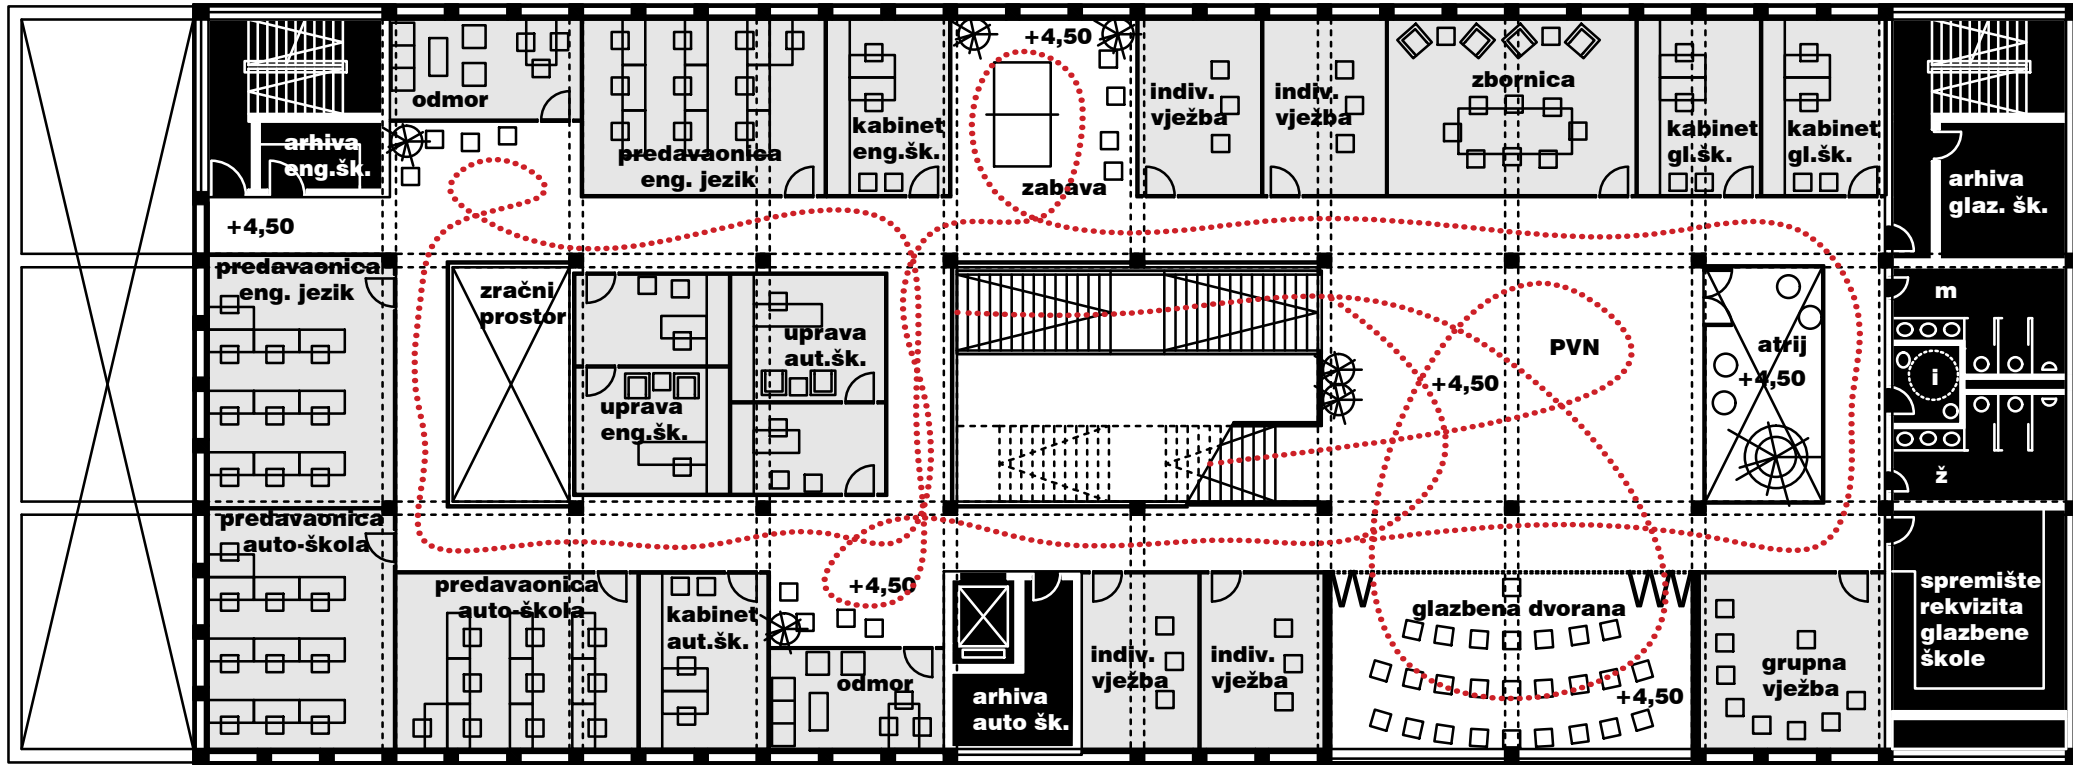 odmor
arhiva
eng.šk.
+4,50
predavaonica
eng. jezik
kabinet
eng.šk.
+4,50
zabava
indiv.
vježba
indiv.
vježba
zbornica
kabinet
gl.šk.
kabinet
gl.šk.
arhiva
glaz. šk.
predavaonica
eng. jezik
zračni
prostor
uprava
eng.šk.
uprava
aut.šk.
+4,50
PVN
atrij
+4,50
m
i
ž
predavaonica
auto-škola
predavaonica
auto-škola
kabinet
aut.šk.
+4,50
odmor
arhiva
auto šk.
indiv.
vježba
indiv.
vježba
glazbena dvorana
+4,50
grupna
vježba
spremište
rekvizita
glazbene
škole